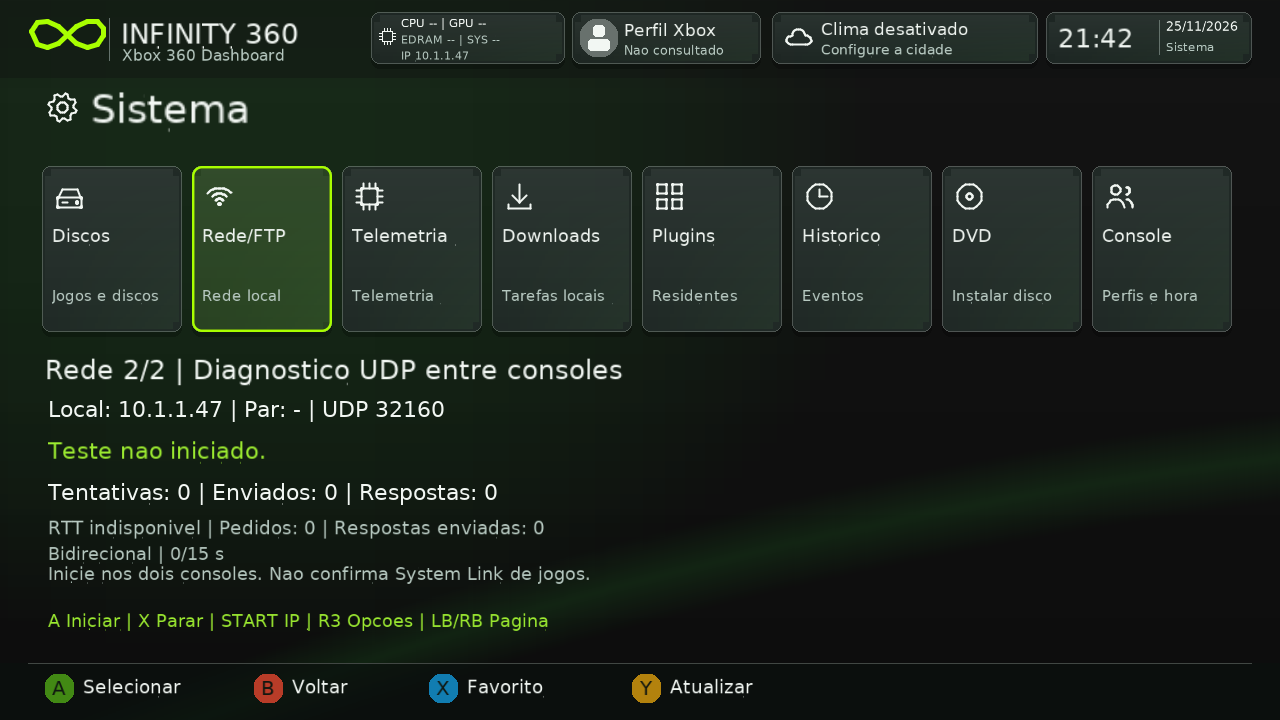 INFINITY 360
Xbox 360 Dashboard
CPU -- | GPU --
EDRAM -- | SYS --
IP 10.1.1.47
Perfil Xbox
Nao consultado
Clima desativado
Configure a cidade
21:42
25/11/2026
Sistema
Sistema
Discos
Jogos e discos
Rede/FTP
Rede local
Telemetria
Telemetria
Downloads
Tarefas locais
Plugins
Residentes
Historico
Eventos
DVD
Instalar disco
Console
Perfis e hora
Rede 2/2 | Diagnostico UDP entre consoles
Local: 10.1.1.47 | Par: - | UDP 32160
Teste nao iniciado.
Tentativas: 0 | Enviados: 0 | Respostas: 0
RTT indisponivel | Pedidos: 0 | Respostas enviadas: 0
Bidirecional | 0/15 s
Inicie nos dois consoles. Nao confirma System Link de jogos.
A Iniciar | X Parar | START IP | R3 Opcoes | LB/RB Pagina
A Selecionar
B Voltar
X Favorito
Y Atualizar